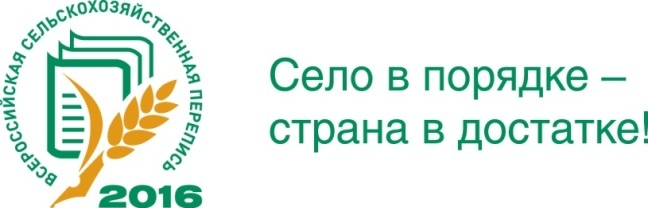 ВСЕРОССИЙСКАЯ СЕЛЬСКОХОЗЯЙСТВЕННАЯ ПЕРЕПИСЬ
2016
Село в порядке –
страна в достатке!